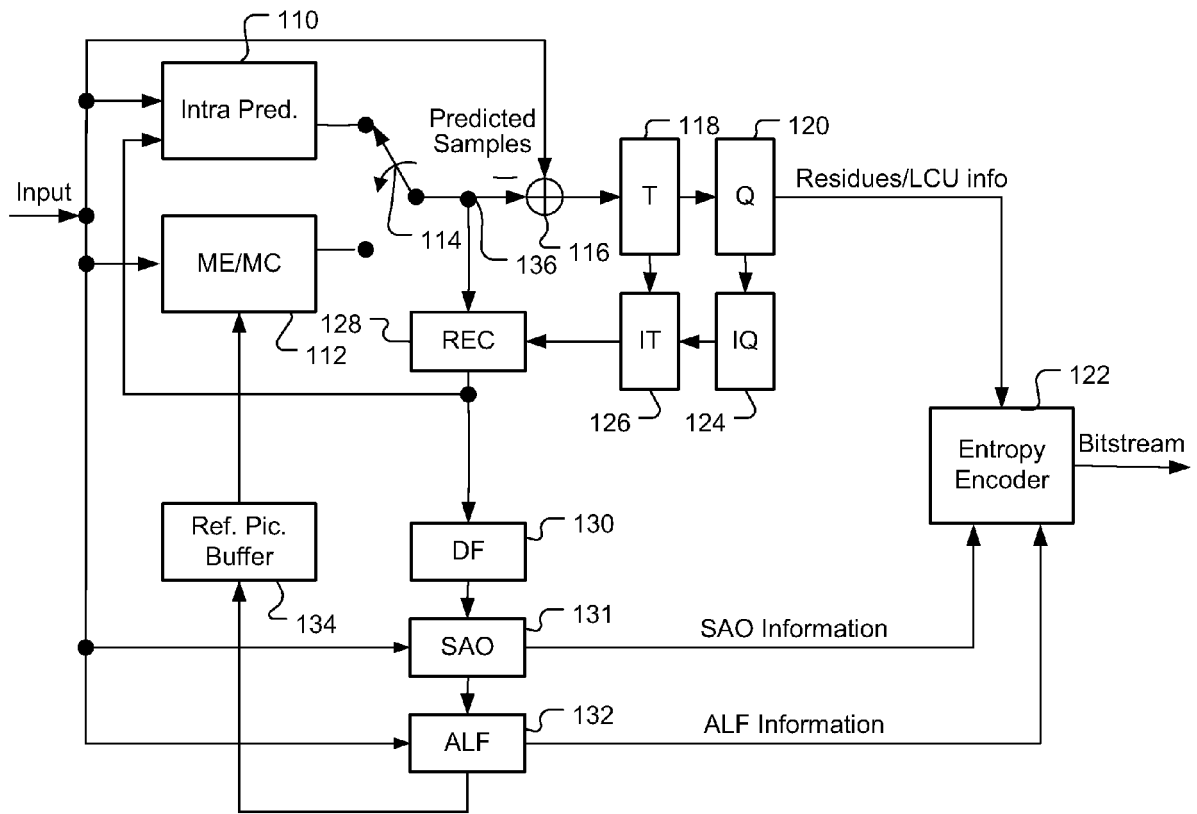 110
Intra Pred.
Predicted
Samples
118
120
Input
T
Q
Residues/LCU info
114
136
116
ME/MC
112
128
REC
IT
IQ
126
124
122
Entropy
Encoder
Bitstream
Ref. Pic.
Buffer
134
130
DF
131
SAO
SAO Information
132
ALF
ALF Information